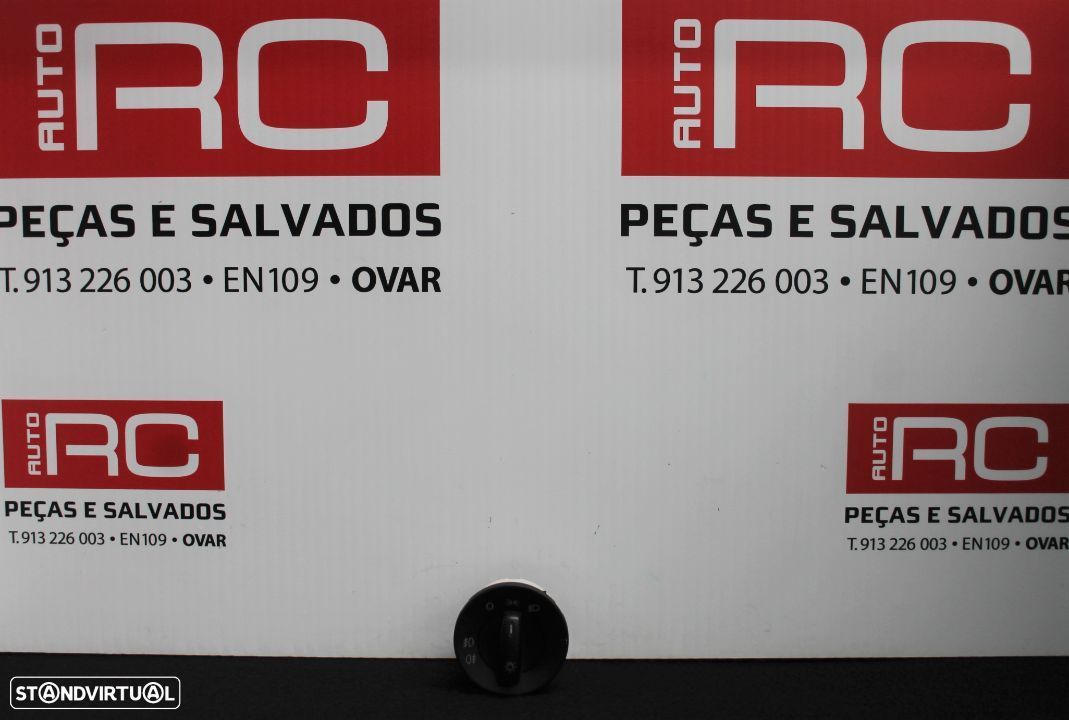 AUTO RC
PEÇAS E SALVADOS
T. 913 226 003 • EN109 • OVAR
AUTO RC
PEÇAS E SALVADOS
T. 913 226 003 • EN109 • OVAR
AUTO RC
PEÇAS E SALVADOS
T. 913 226 003 • EN109 • OVAR
AUTO RC
PEÇAS E SALVADOS
T. 913 226 003 • EN109 • OVAR
STANDVIRTUAL